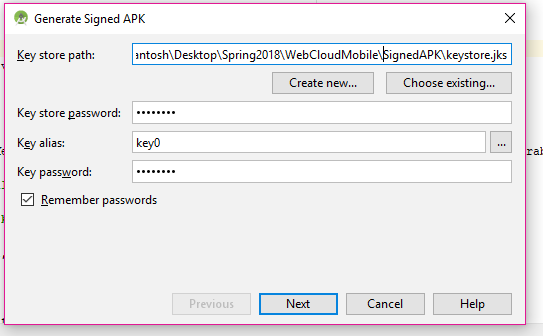 Generate Signed APK
Key store path:
antosh\Desktop\Spring2018\WebCloudMobile\SignedAPK\keystore.jks
Create new...
Choose existing...
Key store password:
••••••••
Key alias:
key0
...
Key password:
••••••••
Remember passwords
Previous
Next
Cancel
Help